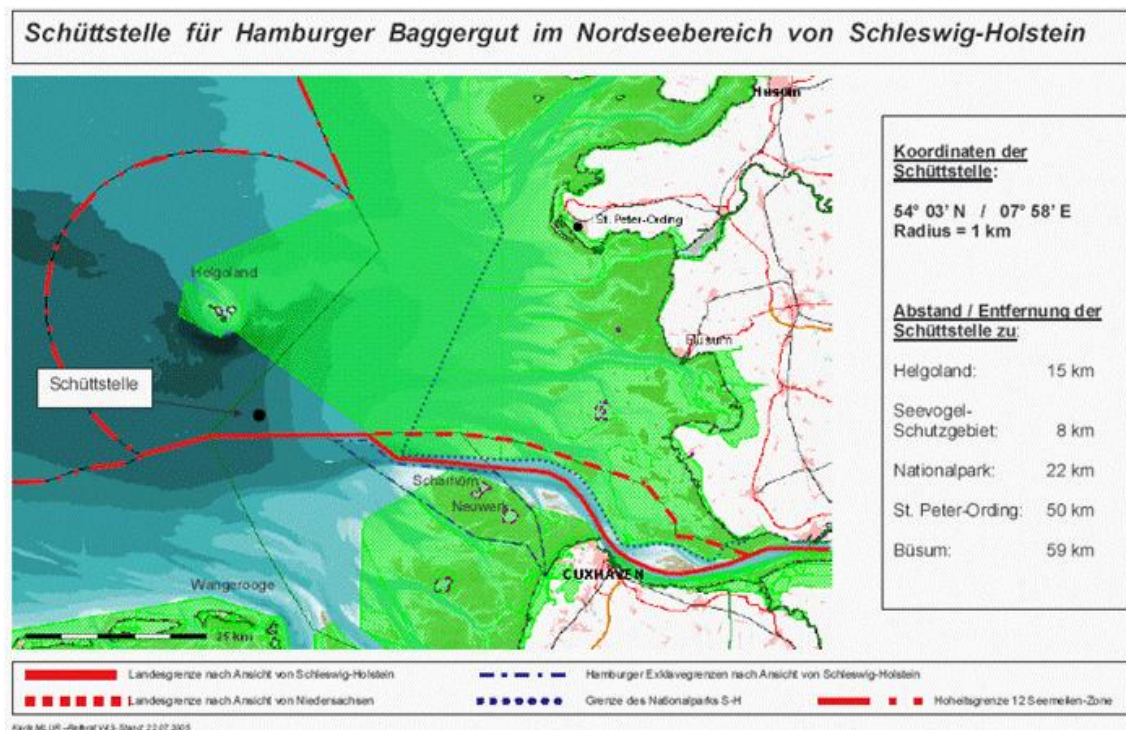 Schüttstelle für Hamburger Baggergut im Nordseebereich von Schleswig-Holstein
Husum
St. Peter-Ording
Helgoland
Büsum
Schüttstelle
Scharhörn
Neuwerk
CUXHAVEN
Wangerooge
25 km
Koordinaten der
Schüttstelle:
54° 03' N / 07° 58' E
Radius = 1 km
Abstand / Entfernung der
Schüttstelle zu:
Helgoland: 15 km
Seevogel-
Schutzgebiet: 8 km
Nationalpark: 22 km
St. Peter-Ording: 50 km
Büsum: 59 km
Landesgrenze nach Ansicht von Schleswig-Holstein
Hamburger Exklavegrenzen nach Ansicht von Schleswig-Holstein
Landesgrenze nach Ansicht von Niedersachsen
Grenze des Nationalparks S-H
Hoheitsgrenze 12 Seemeilen-Zone
22.07.2005